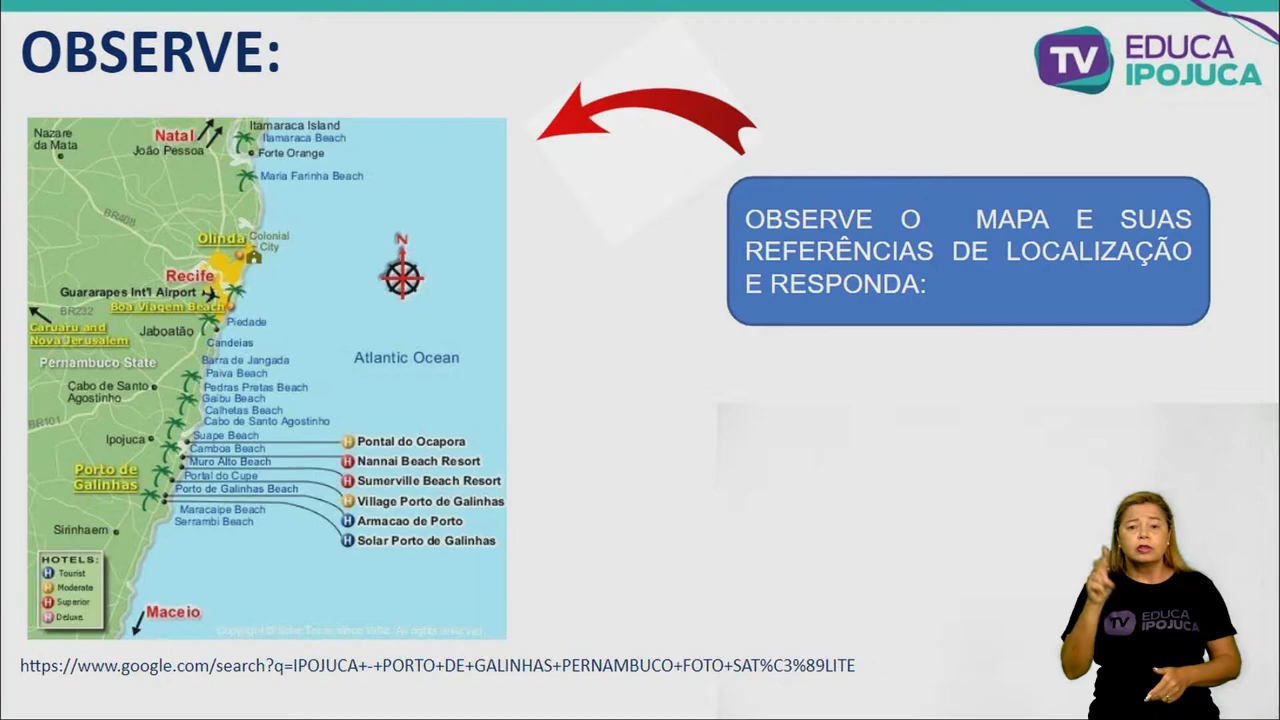 OBSERVE:
TV EDUCA
IPOJUCA
Nazare
da Mata
Natal
João Pessoa
Itamaraca Island
Itamaraca Beach
Forte Orange
Maria Farinha Beach
BR408
Olinda
Colonial
City
Recife
N
Guararapes Int'l Airport
Boa Viagem Beach
BR232
Caruaru and
Nova Jerusalem
Jaboatão
Piedade
Candeias
Pernambuco State
Atlantic Ocean
Barra de Jangada
Paiva Beach
Cabo de Santo
Agostinho
Pedras Pretas Beach
Gaibu Beach
Calhetas Beach
Cabo de Santo Agostinho
BR101
Ipojuca
Suape Beach
Camboa Beach
Muro Alto Beach
Portal do Cupe
Porto de Galinhas Beach
Porto de
Galinhas
Maracaipe Beach
Serrambi Beach
H Pontal do Ocapora
H Nannai Beach Resort
H Sumerville Beach Resort
H Village Porto de Galinhas
H Armacao de Porto
H Solar Porto de Galinhas
Sirinhaem
HOTELS:
H Tourist
H Moderate
H Superior
H Deluxe
Maceio
OBSERVE O MAPA E SUAS
REFERÊNCIAS DE LOCALIZAÇÃO
E RESPONDA:
TV EDUCA
IPOJUCA
https://www.google.com/search?q=IPOJUCA+-+PORTO+DE+GALINHAS+PERNAMBUCO+FOTO+SAT%C3%89LITE